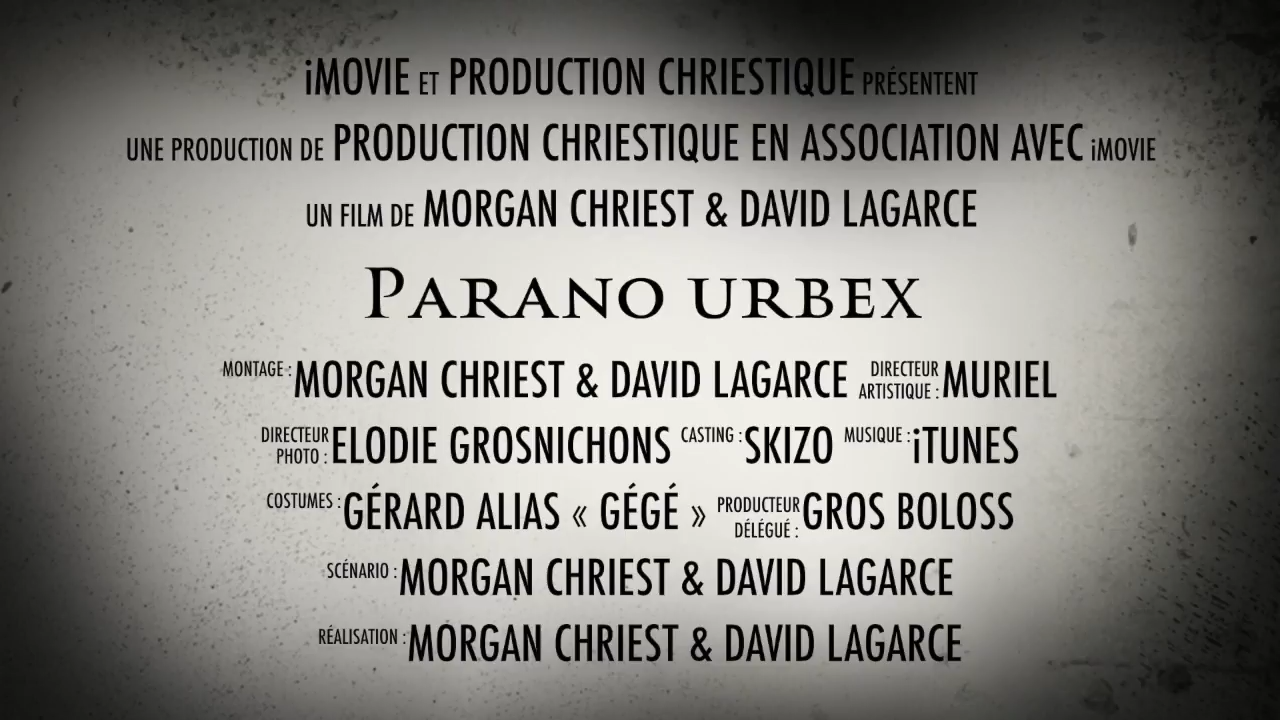 iMOVIE ET PRODUCTION CHRIESTIQUE PRÉSENTENT
UNE PRODUCTION DE PRODUCTION CHRIESTIQUE EN ASSOCIATION AVEC iMOVIE
UN FILM DE MORGAN CHRIEST & DAVID LAGARCE
PARANO URBEX
MONTAGE : MORGAN CHRIEST & DAVID LAGARCE DIRECTEUR ARTISTIQUE : MURIEL
DIRECTEUR PHOTO : ELODIE GROSNICHONS CASTING : SKIZO MUSIQUE : iTUNES
COSTUMES : GÉRARD ALIAS « GÉGÉ » PRODUCTEUR DÉLÉGUÉ : GROS BOLOSS
SCÉNARIO : MORGAN CHRIEST & DAVID LAGARCE
RÉALISATION : MORGAN CHRIEST & DAVID LAGARCE